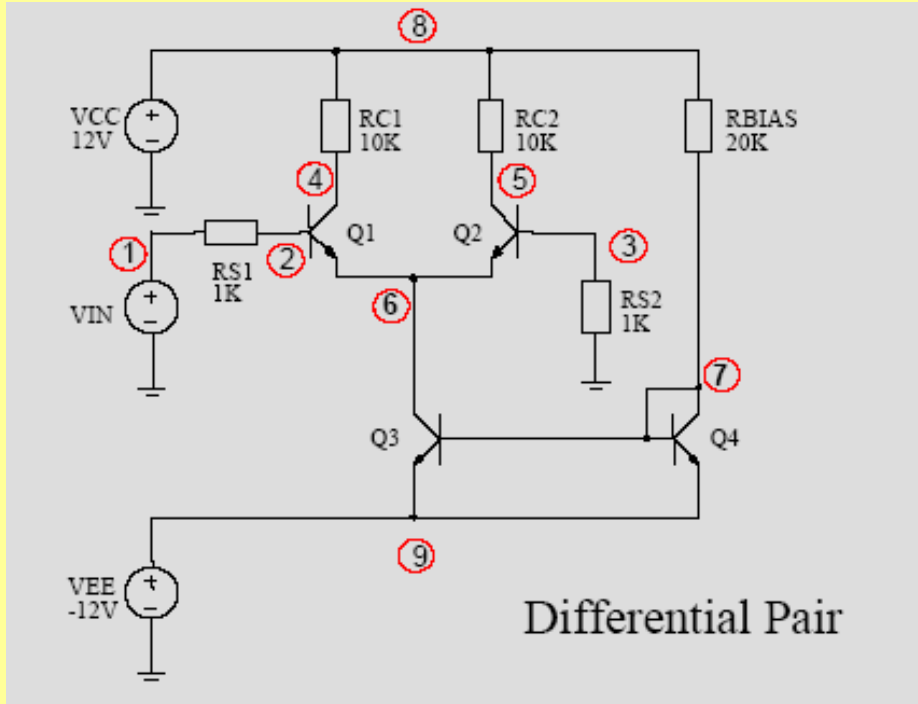 8
VCC
12V
RC1
10K
RC2
10K
RBIAS
20K
4
5
1
RS1
1K
2
Q1
Q2
3
VIN
6
RS2
1K
7
Q3
Q4
9
VEE
-12V
Differential Pair